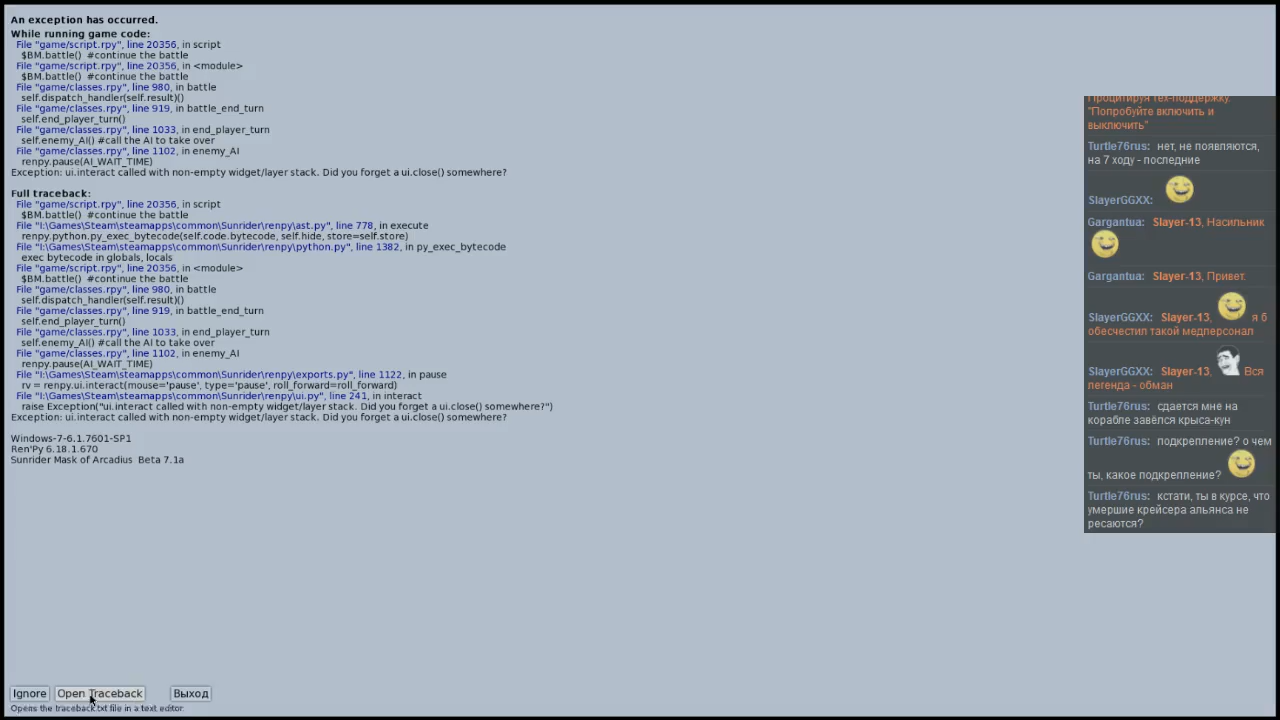 An exception has occurred.
While running game code:
File "game/script.rpy", line 20356, in script
$BM.battle()  #continue the battle
File "game/script.rpy", line 20356, in <module>
$BM.battle()  #continue the battle
File "game/classes.rpy", line 980, in battle
self.dispatch_handler(self.result)()
File "game/classes.rpy", line 919, in battle_end_turn
self.end_player_turn()
File "game/classes.rpy", line 1033, in end_player_turn
self.enemy_AI() #call the AI to take over
File "game/classes.rpy", line 1102, in enemy_AI
renpy.pause(AI_WAIT_TIME)
Exception: ui.interact called with non-empty widget/layer stack. Did you forget a ui.close() somewhere?
Full traceback:
File "game/script.rpy", line 20356, in script
$BM.battle()  #continue the battle
File "I:\Games\Steam\steamapps\common\Sunrider\renpy\ast.py", line 778, in execute
renpy.python.py_exec_bytecode(self.code.bytecode, self.hide, store=self.store)
File "I:\Games\Steam\steamapps\common\Sunrider\renpy\python.py", line 1382, in py_exec_bytecode
exec bytecode in globals, locals
File "game/script.rpy", line 20356, in <module>
$BM.battle()  #continue the battle
File "game/classes.rpy", line 980, in battle
self.dispatch_handler(self.result)()
File "game/classes.rpy", line 919, in battle_end_turn
self.end_player_turn()
File "game/classes.rpy", line 1033, in end_player_turn
self.enemy_AI() #call the AI to take over
File "game/classes.rpy", line 1102, in enemy_AI
renpy.pause(AI_WAIT_TIME)
File "I:\Games\Steam\steamapps\common\Sunrider\renpy\exports.py", line 1122, in pause
rv = renpy.ui.interact(mouse='pause', type='pause', roll_forward=roll_forward)
File "I:\Games\Steam\steamapps\common\Sunrider\renpy\ui.py", line 241, in interact
raise Exception("ui.interact called with non-empty widget/layer stack. Did you forget a ui.close() somewhere?")
Exception: ui.interact called with non-empty widget/layer stack. Did you forget a ui.close() somewhere?
Windows-7-6.1.7601-SP1
Ren'Py 6.18.1.670
Sunrider Mask of Arcadius  Beta 7.1a
Ignore
Open Traceback
Выход
Opens the traceback.txt file in a text editor.
Процитируя тех-поддержку.
"Попробуйте включить и
выключить"
Turtle76rus: нет, не появляются,
на 7 ходу - последние
SlayerGGXX:
Gargantua: Slayer-13, Насильник
Gargantua: Slayer-13, Привет.
SlayerGGXX: Slayer-13, я б
обесчестил такой медперсонал
SlayerGGXX: Slayer-13, Вся
легенда - обман
Turtle76rus: сдается мне на
корабле завёлся крыса-кун
Turtle76rus: подкрепление? о чем
ты, какое подкрепление?
Turtle76rus: кстати, ты в курсе, что
умершие крейсера альянса не
ресаются?